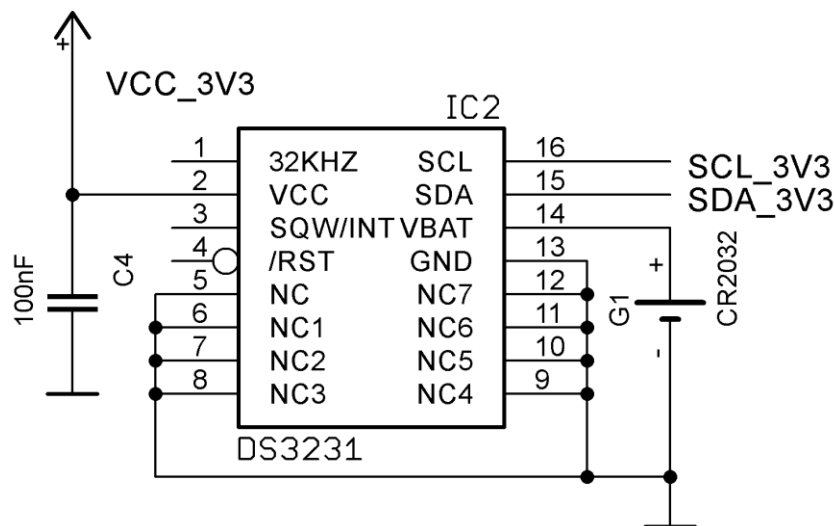 +
VCC_3V3
IC2
1 32KHZ SCL 16 SCL_3V3
2 VCC SDA 15 SDA_3V3
3 SQW/INT VBAT 14
4 /RST GND 13
5 NC NC7 12
6 NC1 NC6 11
7 NC2 NC5 10
8 NC3 NC4 9
DS3231
100nF
C4
+
G1
CR2032
-